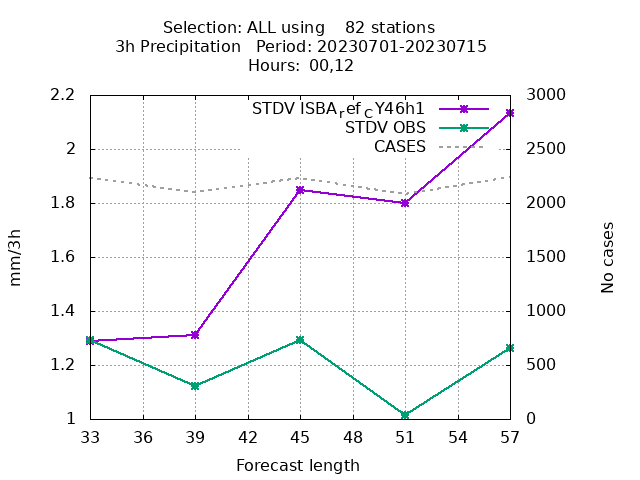 Selection: ALL using    82 stations
3h Precipitation   Period: 20230701-20230715
Hours:  00,12
STDV ISBA_ref_CY46h1
STDV OBS
CASES
2.2
2
1.8
1.6
1.4
1.2
1
3000
2500
2000
1500
1000
500
0
mm/3h
No cases
33 36 39 42 45 48 51 54 57
Forecast length